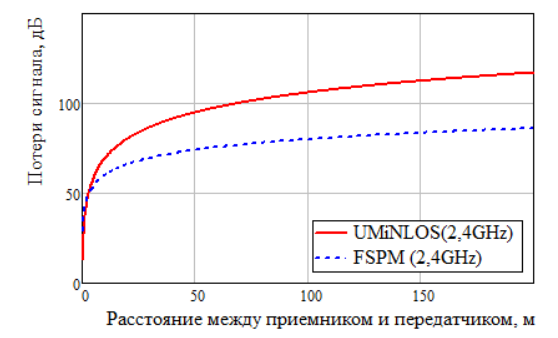 Потери сигнала, дБ
100
50
0
0
50
100
150
UMiNLOS(2,4GHz)
FSPM (2,4GHz)
Расстояние между приемником и передатчиком, м